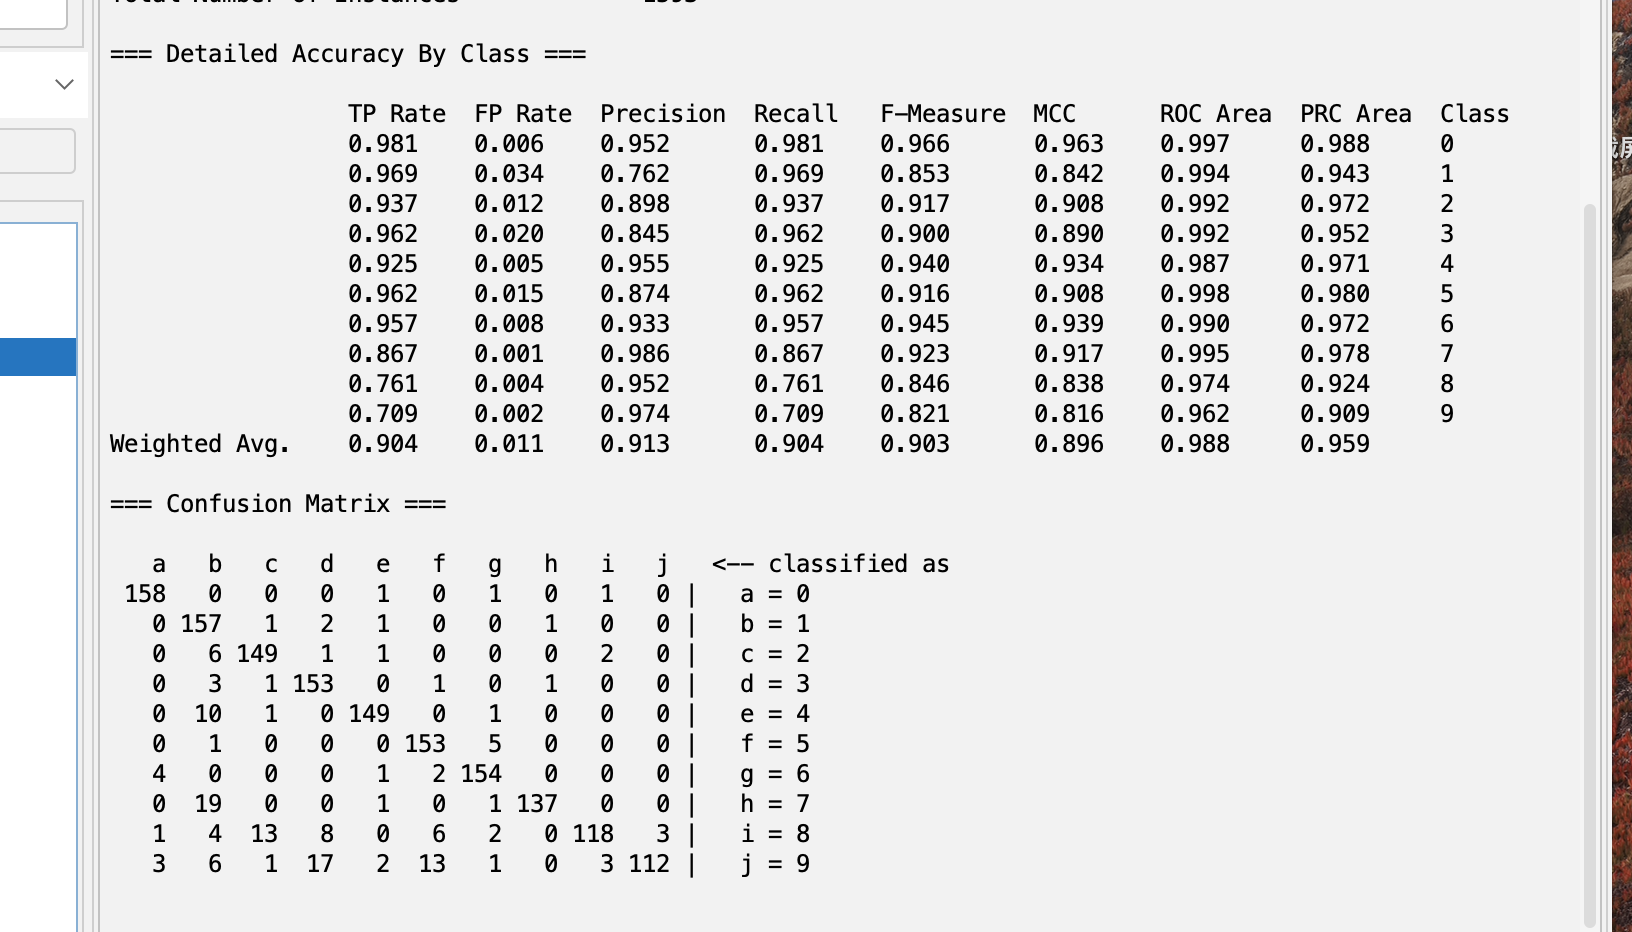 === Detailed Accuracy By Class ===
TP Rate FP Rate Precision Recall F-Measure MCC ROC Area PRC Area Class
0.981 0.006 0.952 0.981 0.966 0.963 0.997 0.988 0
0.969 0.034 0.762 0.969 0.853 0.842 0.994 0.943 1
0.937 0.012 0.898 0.937 0.917 0.908 0.992 0.972 2
0.962 0.020 0.845 0.962 0.900 0.890 0.992 0.952 3
0.925 0.005 0.955 0.925 0.940 0.934 0.987 0.971 4
0.962 0.015 0.874 0.962 0.916 0.908 0.998 0.980 5
0.957 0.008 0.933 0.957 0.945 0.939 0.990 0.972 6
0.867 0.001 0.986 0.867 0.923 0.917 0.995 0.978 7
0.761 0.004 0.952 0.761 0.846 0.838 0.974 0.924 8
0.709 0.002 0.974 0.709 0.821 0.816 0.962 0.909 9
Weighted Avg. 0.904 0.011 0.913 0.904 0.903 0.896 0.988 0.959
=== Confusion Matrix ===
a b c d e f g h i j <-- classified as
158 0 0 0 1 0 1 0 1 0 | a = 0
0 157 1 2 1 0 0 1 0 0 | b = 1
0 6 149 1 1 0 0 0 2 0 | c = 2
0 3 1 153 0 1 0 1 0 0 | d = 3
0 10 1 0 149 0 1 0 0 0 | e = 4
0 1 0 0 0 153 5 0 0 0 | f = 5
4 0 0 0 1 2 154 0 0 0 | g = 6
0 19 0 0 1 0 1 137 0 0 | h = 7
1 4 13 8 0 6 2 0 118 3 | i = 8
3 6 1 17 2 13 1 0 3 112 | j = 9